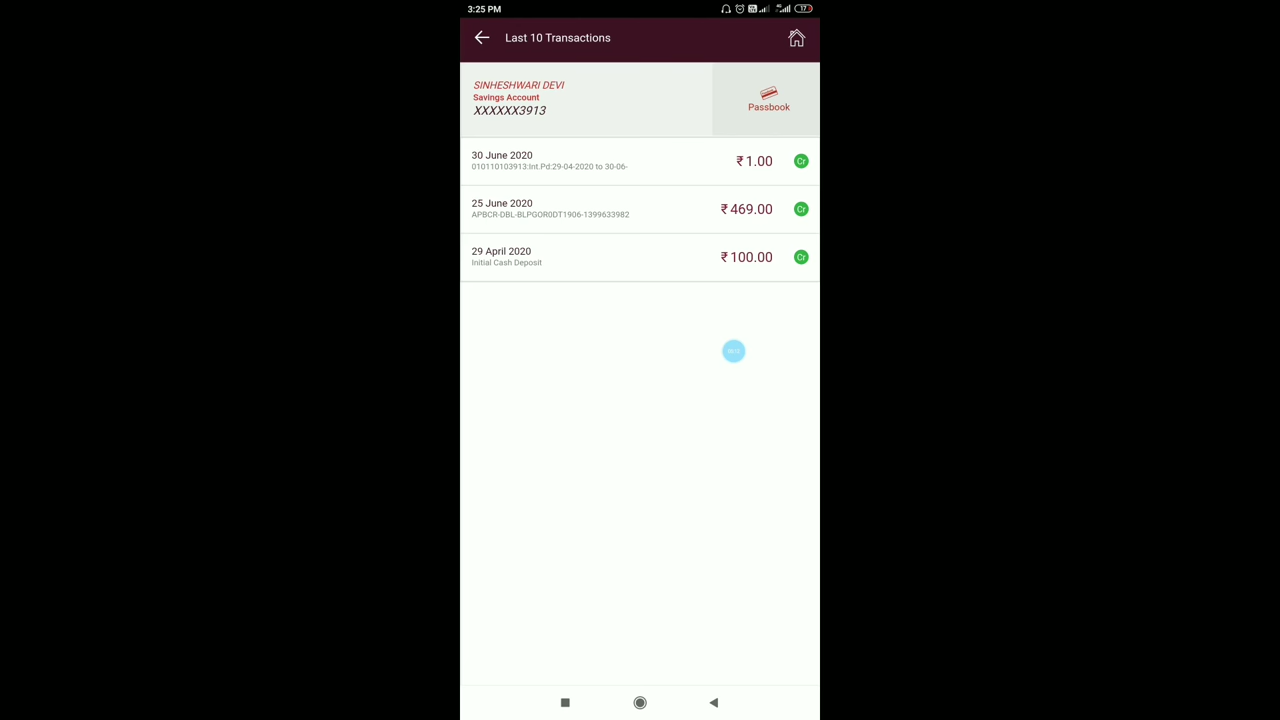 3:25 PM
17
Last 10 Transactions
SINHESHWARI DEVI
Savings Account
XXXXXX3913
Passbook
30 June 2020
010110103913:Int.Pd:29-04-2020 to 30-06-
₹ 1.00
Cr
25 June 2020
APBCR-DBL-BLPGOR0DT1906-1399633982
₹ 469.00
Cr
29 April 2020
Initial Cash Deposit
₹ 100.00
Cr